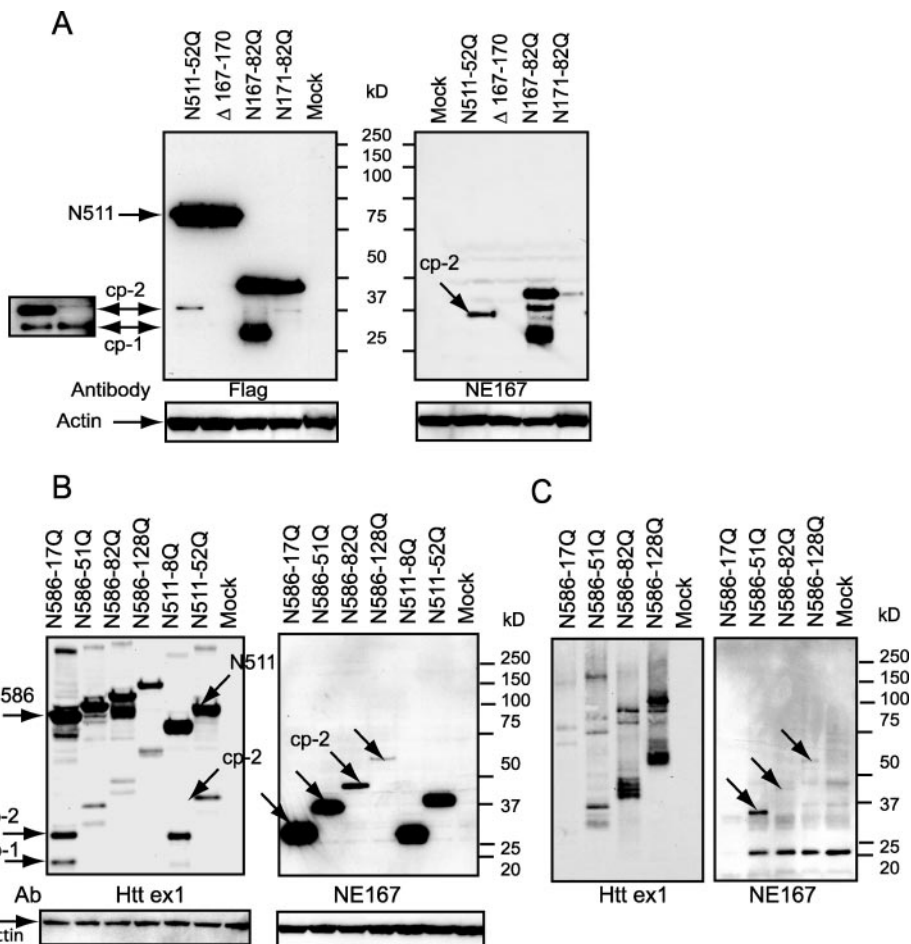 A
N511-52Q
Δ 167-170
N167-82Q
N171-82Q
Mock
kD
Mock
N511-52Q
Δ 167-170
N167-82Q
N171-82Q
250
150
100
75
50
37
25
N511
cp-2
cp-1
cp-2
Antibody Flag NE167
Actin
B
N586-17Q
N586-51Q
N586-82Q
N586-128Q
N511-8Q
N511-52Q
Mock
N586-17Q
N586-51Q
N586-82Q
N586-128Q
N511-8Q
N511-52Q
Mock
kD
250
150
100
75
50
37
25
20
586
N511
cp-2
cp-2
p-2
p-1
Ab Htt ex1 NE167
ctin
C
N586-17Q
N586-51Q
N586-82Q
N586-128Q
Mock
N586-17Q
N586-51Q
N586-82Q
N586-128Q
Mock
kD
250
150
100
75
50
37
25
20
Htt ex1 NE167